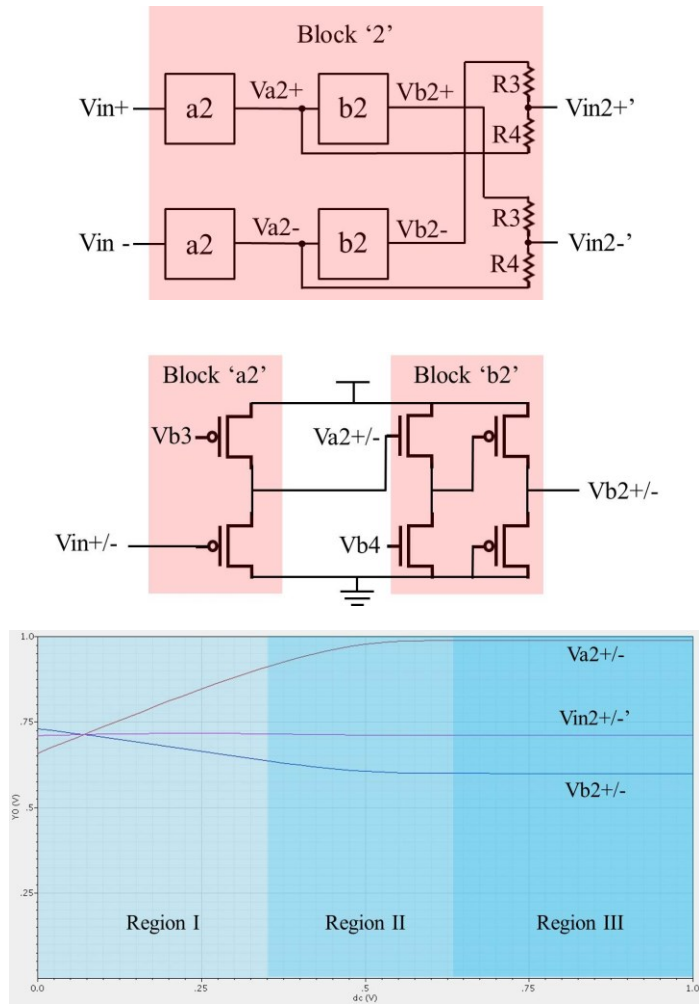 Block ‘2’
Vin+
a2
Va2+
b2
Vb2+
R3
R4
Vin2+’
Vin -
a2
Va2-
b2
Vb2-
R3
R4
Vin2-’
Block ‘a2’
Block ‘b2’
Vb3
Va2+/-
Vb2+/-
Vin+/-
Vb4
1.0
.75
.5
.25
Y0 (V)
Va2+/-
Vin2+/-’
Vb2+/-
Region I
Region II
Region III
0.0
.25
.5
.75
1.0
dc (V)